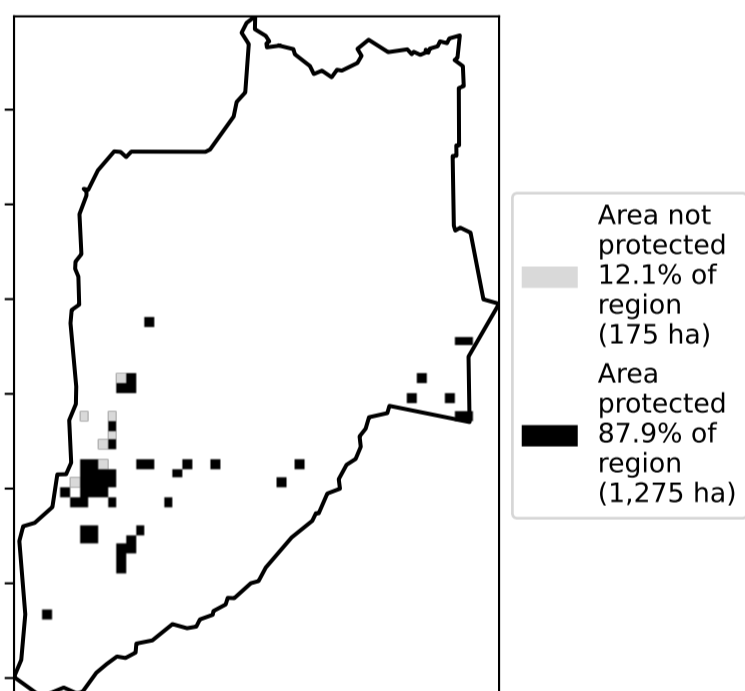 Area not
protected
12.1% of
region
(175 ha)
Area
protected
87.9% of
region
(1,275 ha)